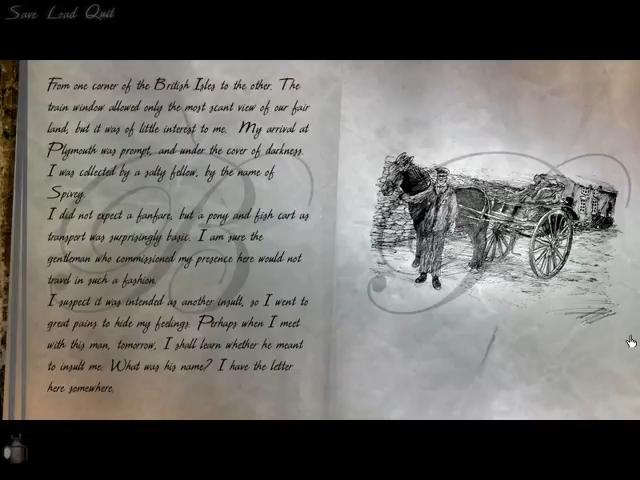 Save Load Quit
From one corner of the British Isles to the other. The
train window allowed only the most scant view of our fair
land, but it was of little interest to me. My arrival at
Plymouth was prompt, and under the cover of darkness.
I was collected by a salty fellow, by the name of
Spivey.
I did not expect a fanfare, but a pony and fish cart as
transport was surprisingly basic. I am sure the
gentleman who commissioned my presence here would not
travel in such a fashion.
I suspect it was intended as another insult, so I went to
great pains to hide my feelings. Perhaps when I meet
with this man, tomorrow, I shall learn whether he meant
to insult me. What was his name? I have the letter
here somewhere.